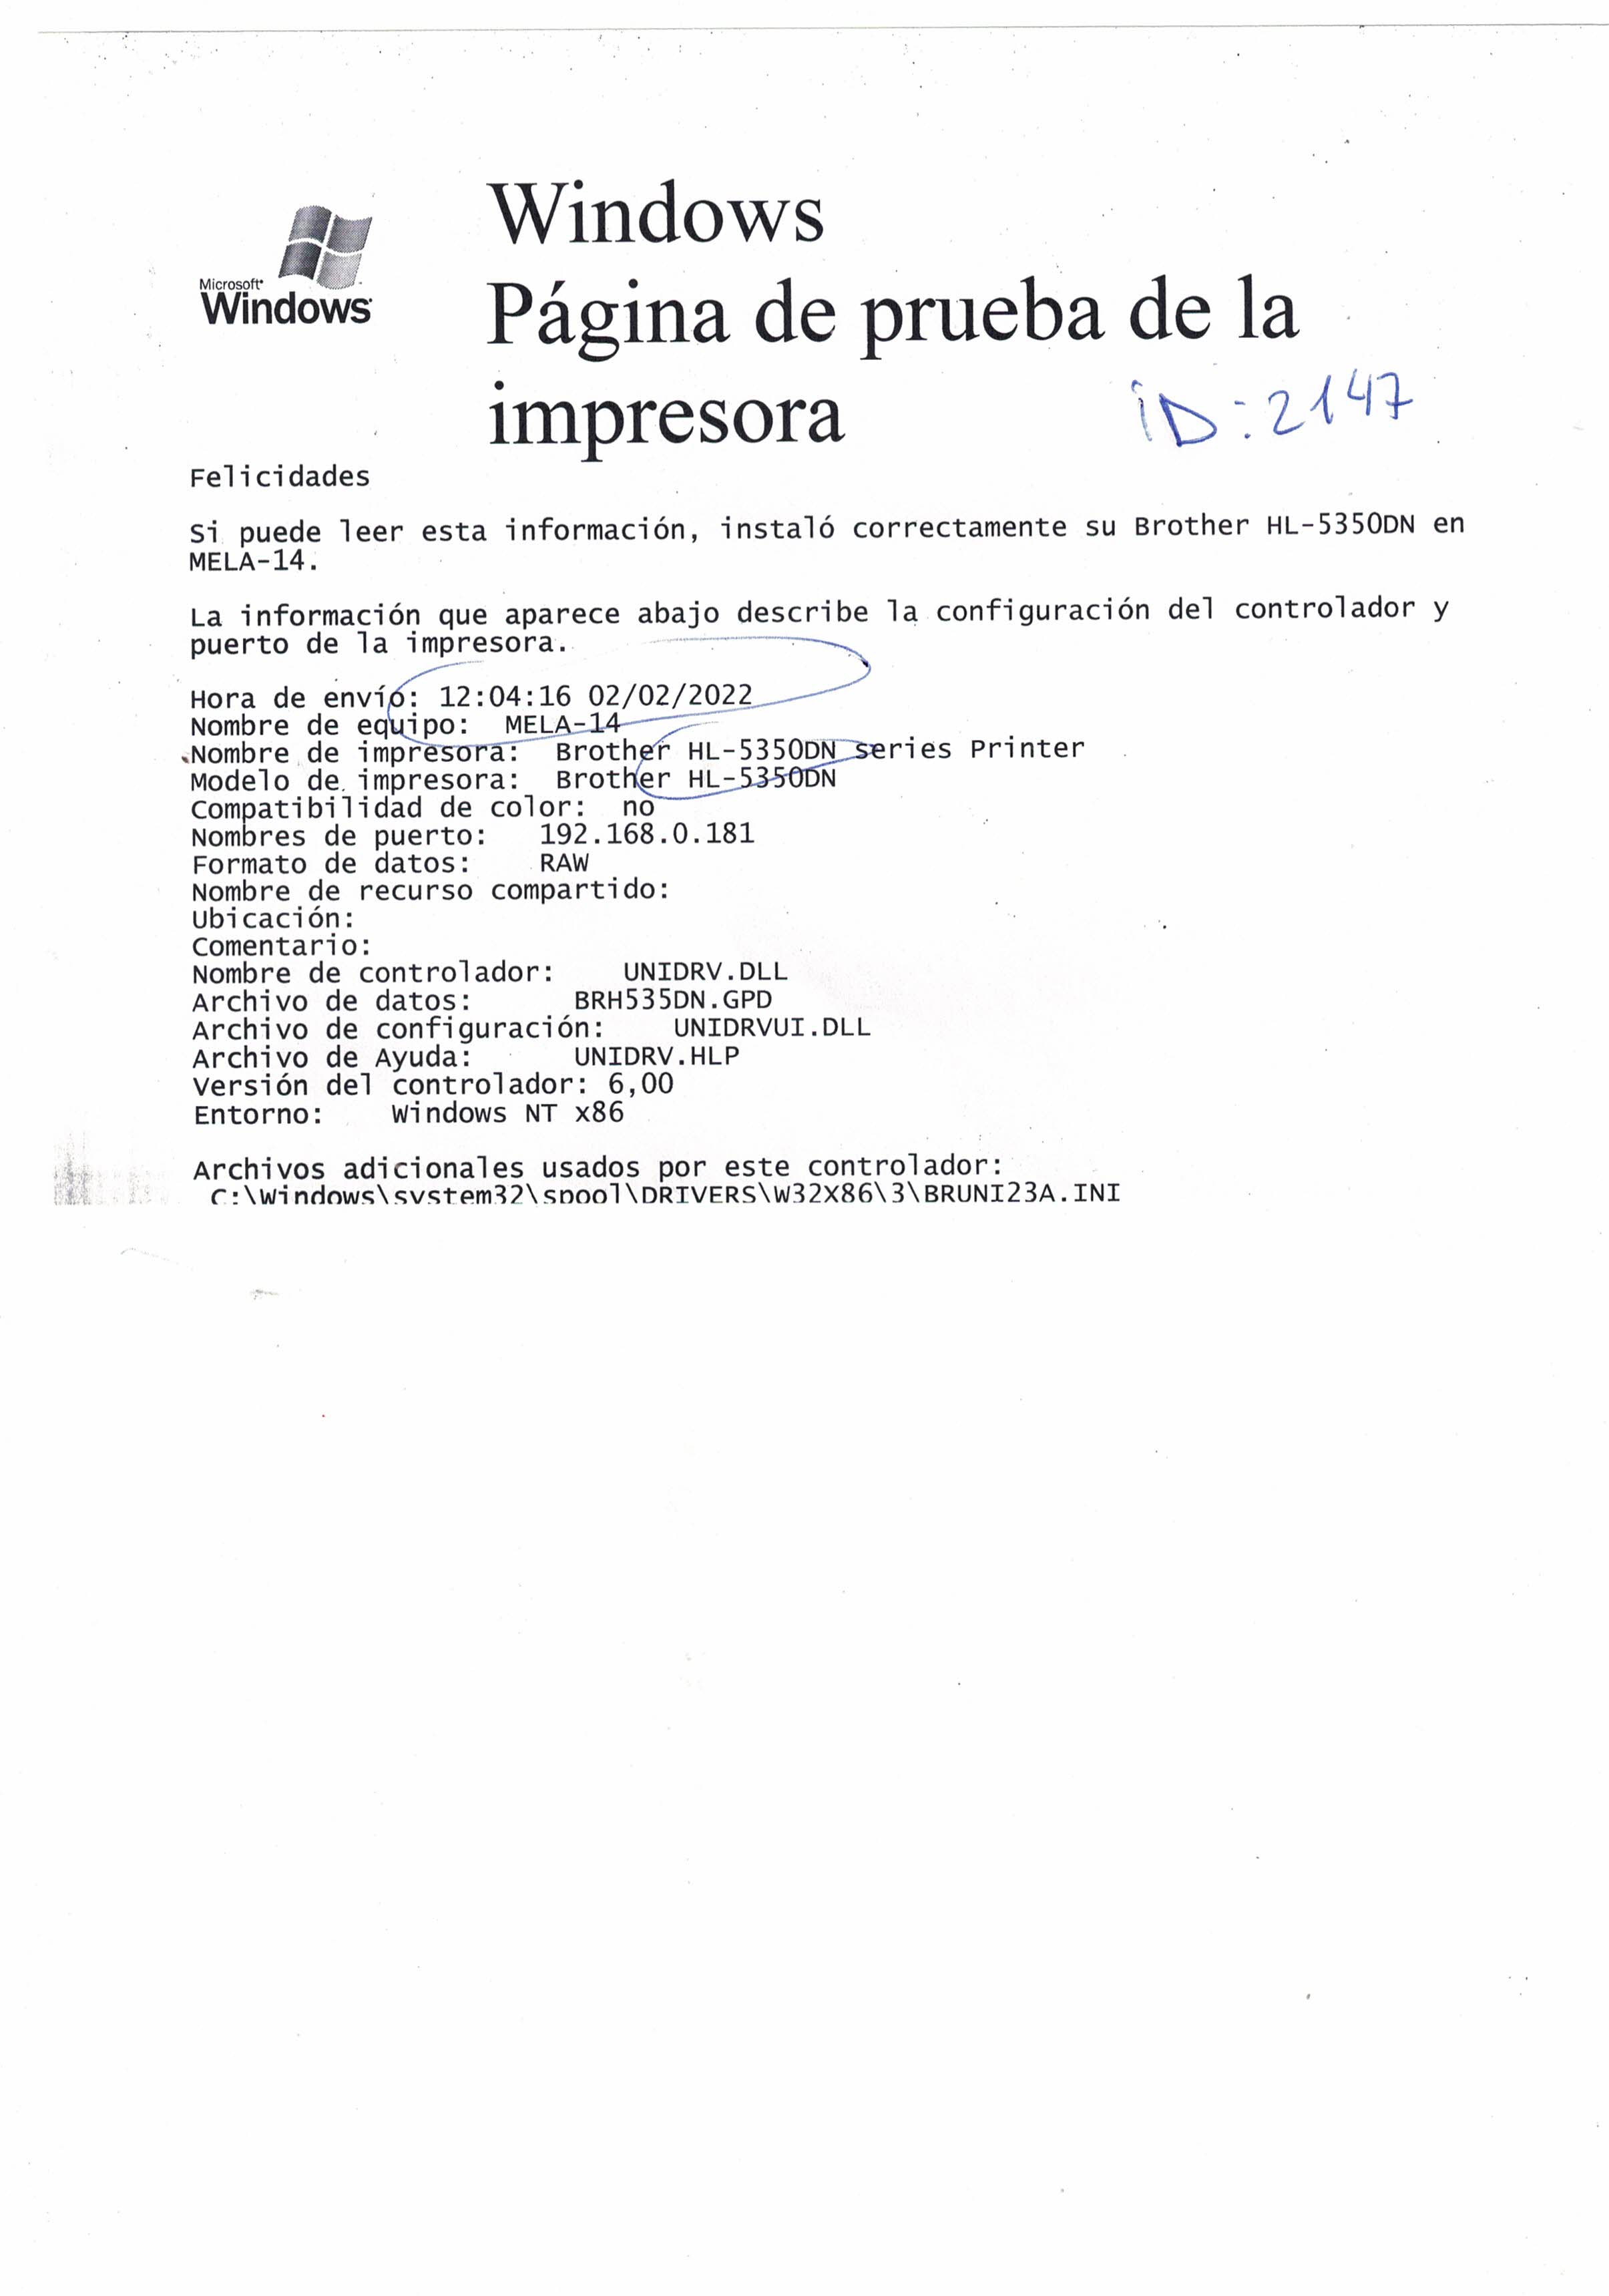 Microsoft
Windows
Windows
Página de prueba de la
impresora
iD:2147
Felicidades
Si puede leer esta información, instaló correctamente su Brother HL-5350DN en
MELA-14.
La información que aparece abajo describe la configuración del controlador y
puerto de la impresora.
Hora de envío: 12:04:16 02/02/2022
Nombre de equipo: MELA-14
Nombre de impresora: Brother HL-5350DN series Printer
Modelo de impresora: Brother HL-5350DN
Compatibilidad de color: no
Nombres de puerto: 192.168.0.181
Formato de datos: RAW
Nombre de recurso compartido:
Ubicación:
Comentario:
Nombre de controlador: UNIDRV.DLL
Archivo de datos: BRH535DN.GPD
Archivo de configuración: UNIDRVUI.DLL
Archivo de Ayuda: UNIDRV.HLP
Versión del controlador: 6,00
Entorno: Windows NT x86
Archivos adicionales usados por este controlador:
C:\Windows\system32\spool\DRIVERS\W32X86\3\BRUNI23A.INI